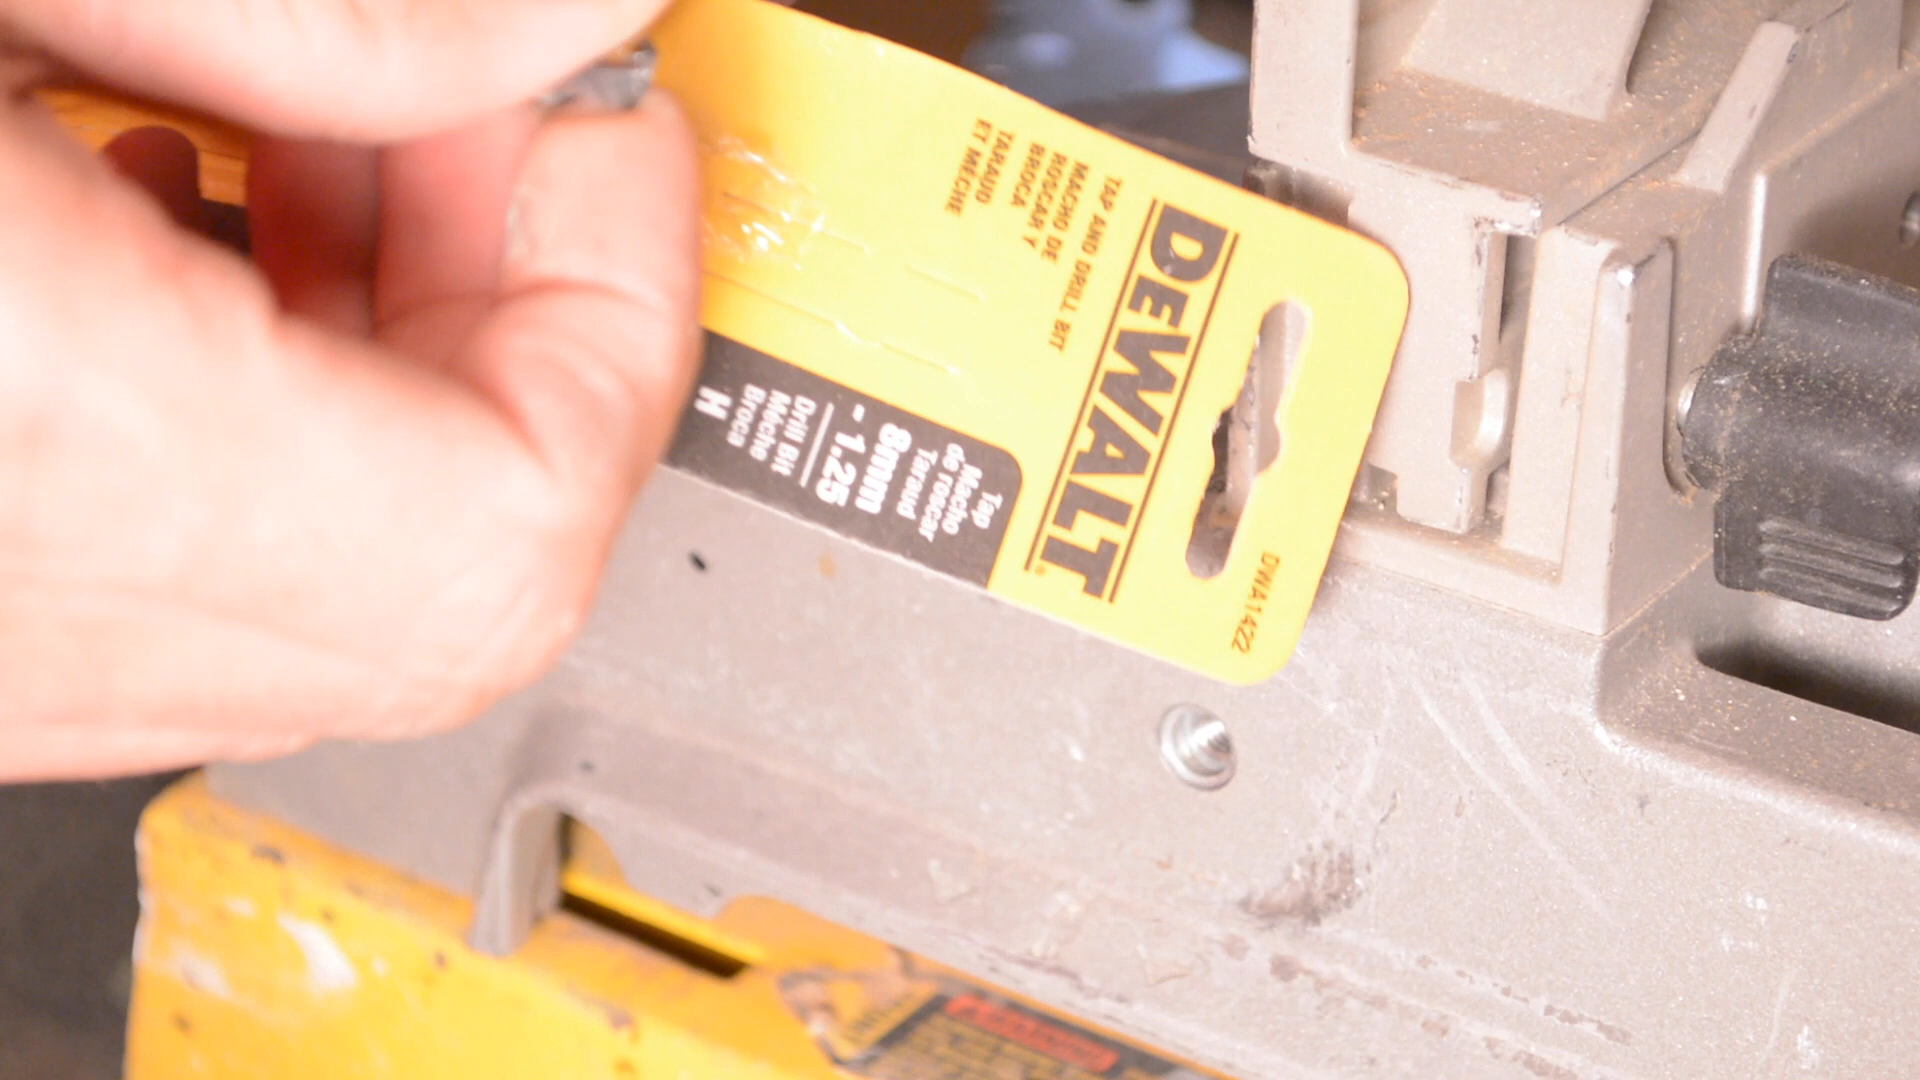 DWA1422
DEWALT
TAP AND DRILL BIT
MACHO DE
ROSCAR Y
BROCA
TARAUD
ET MÈCHE
Tap
Macho
de roscar
Taraud
8mm
- 1.25
Drill Bit
Mèche
Broca
H